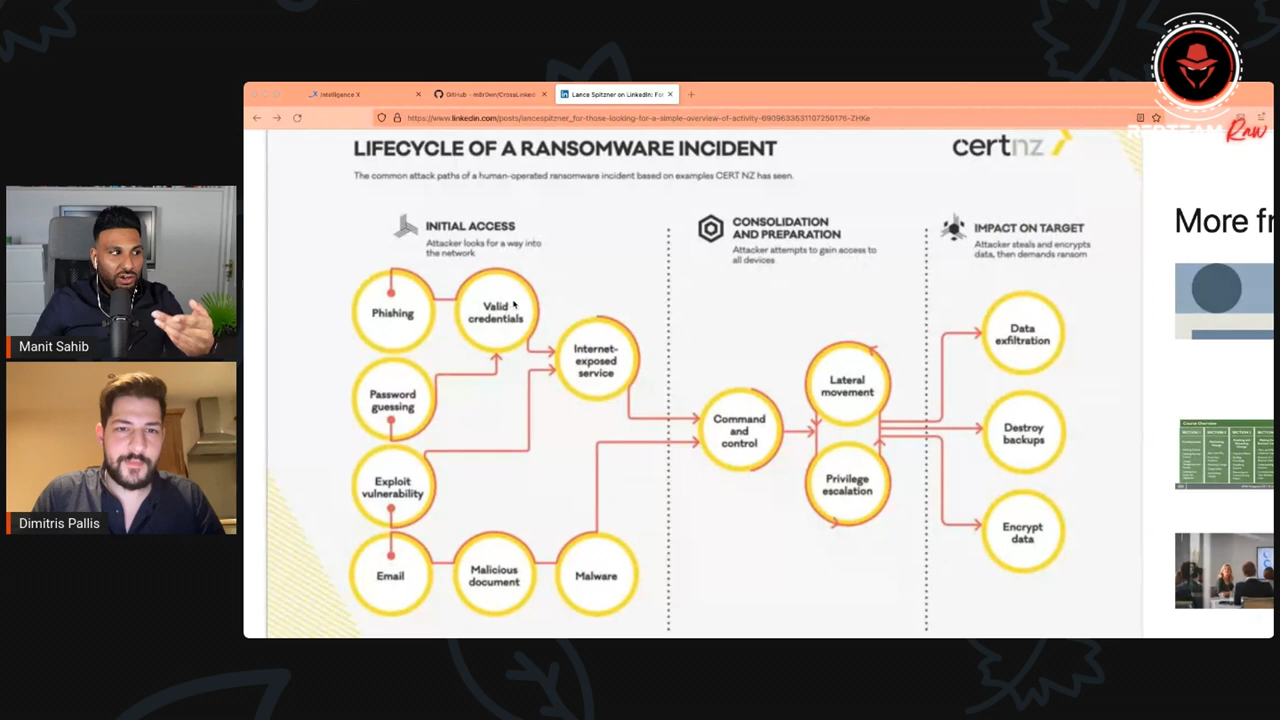 Intelligence X
GitHub - m8r0wn/CrossLinked
Lance Spitzner on LinkedIn: For
https://www.linkedin.com/posts/lancespitzner_for-those-looking-for-a-simple-overview-of-activity-6909633531107250176-ZHKe
REDTEAM Raw
LIFECYCLE OF A RANSOMWARE INCIDENT
certnz
The common attack paths of a human-operated ransomware incident based on examples CERT NZ has seen.
More fr
INITIAL ACCESS
Attacker looks for a way into
the network
CONSOLIDATION
AND PREPARATION
Attacker attempts to gain access to
all devices
IMPACT ON TARGET
Attacker steals and encrypts
data, then demands ransom
Phishing
Valid
credentials
Internet-
exposed
service
Password
guessing
Exploit
vulnerability
Email
Malicious
document
Malware
Command
and
control
Lateral
movement
Privilege
escalation
Data
exfiltration
Destroy
backups
Encrypt
data
Manit Sahib
Dimitris Pallis
Course Overview